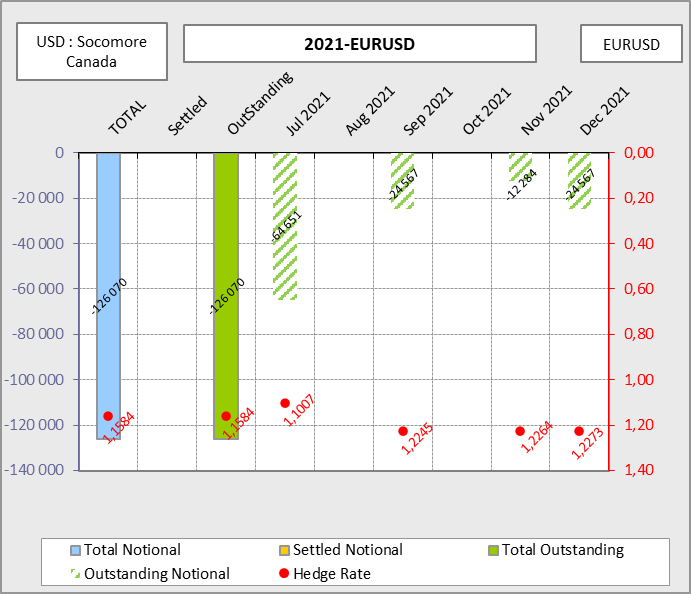 USD : Socomore
Canada
2021-EURUSD
EURUSD
TOTAL
Settled
OutStanding
Jul 2021
Aug 2021
Sep 2021
Oct 2021
Nov 2021
Dec 2021
0
-20 000
-40 000
-60 000
-80 000
-100 000
-120 000
-140 000
0,00
0,20
0,40
0,60
0,80
1,00
1,20
1,40
-126 070
-126 070
-64 651
-24 567
-12 284
-24 567
1,1584
1,1584
1,1007
1,2245
1,2264
1,2273
Total Notional
Settled Notional
Total Outstanding
Outstanding Notional
Hedge Rate